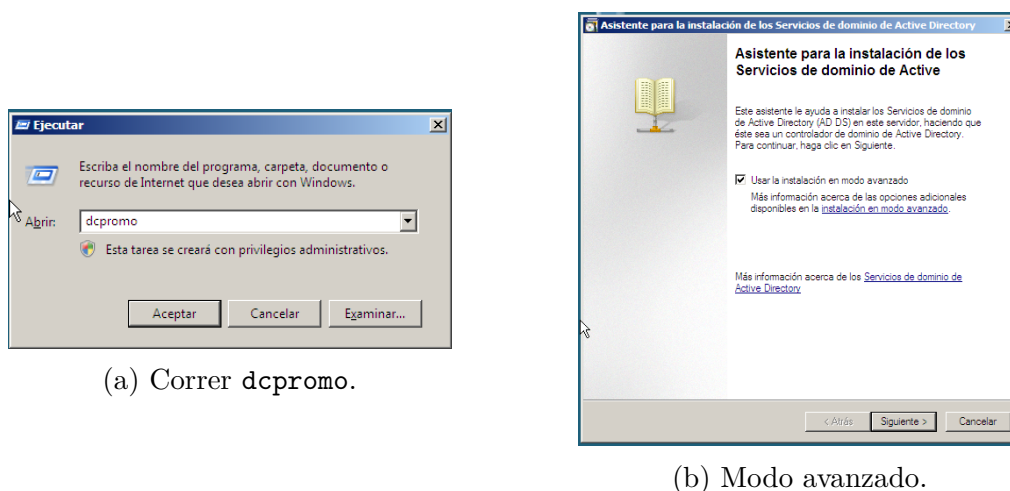 Ejecutar
Escriba el nombre del programa, carpeta, documento o
recurso de Internet que desea abrir con Windows.
Abrir: dcpromo
Esta tarea se creará con privilegios administrativos.
Aceptar Cancelar Examinar...
(a) Correr dcpromo.
Asistente para la instalación de los Servicios de dominio de Active Directory
Asistente para la instalación de los
Servicios de dominio de Active
Este asistente le ayuda a instalar los Servicios de dominio
de Active Directory (AD DS) en este servidor, haciendo que
éste sea un controlador de dominio de Active Directory.
Para continuar, haga clic en Siguiente.
Usar la instalación en modo avanzado
Más información acerca de las opciones adicionales
disponibles en la instalación en modo avanzado.
Más información acerca de los Servicios de dominio de
Active Directory
< Atrás Siguiente > Cancelar
(b) Modo avanzado.